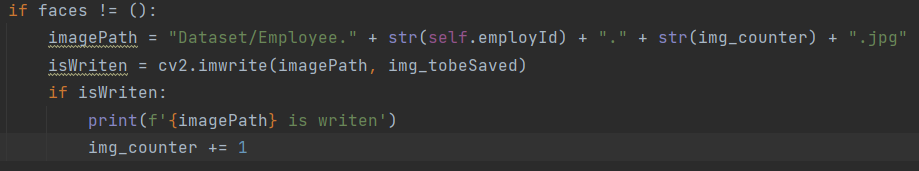 if faces != ():
imagePath = "Dataset/Employee." + str(self.employId) + "." + str(img_counter) + ".jpg"
isWriten = cv2.imwrite(imagePath, img_tobeSaved)
if isWriten:
print(f'{imagePath} is writen')
img_counter += 1